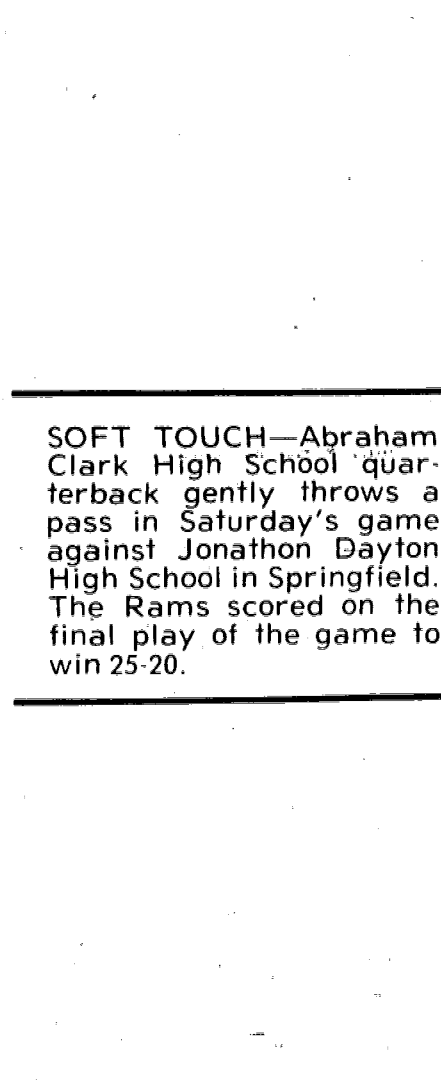 SOFT TOUCH—Abraham
Clark High School quar-
terback gently throws a
pass in Saturday's game
against Jonathon Dayton
High School in Springfield.
The Rams scored on the
final play of the game to
win 25-20.